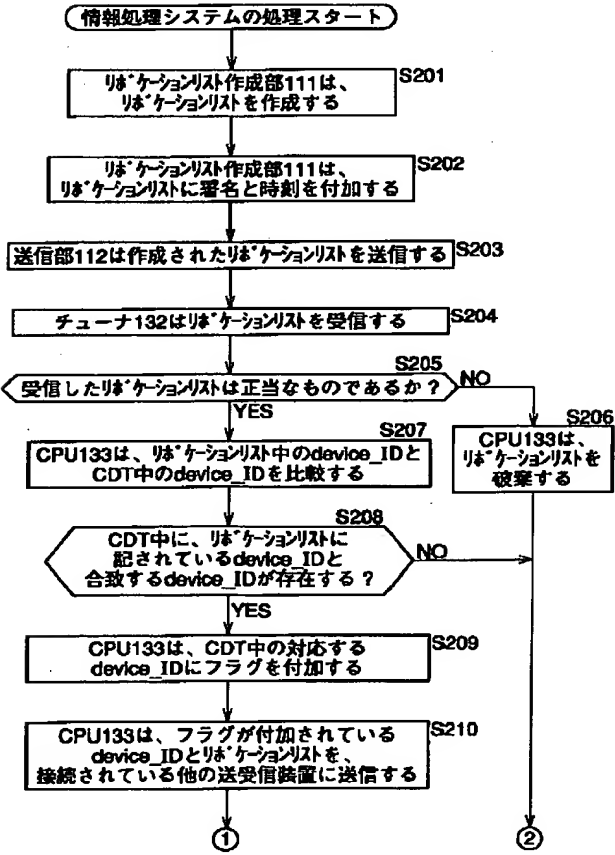 情報処理システムの処理スタート
S201
ﾘﾎﾞｹｰｼｮﾝﾘｽﾄ作成部111は、
ﾘﾎﾞｹｰｼｮﾝﾘｽﾄを作成する
S202
ﾘﾎﾞｹｰｼｮﾝﾘｽﾄ作成部111は、
ﾘﾎﾞｹｰｼｮﾝﾘｽﾄに署名と時刻を付加する
送信部112は作成されたﾘﾎﾞｹｰｼｮﾝﾘｽﾄを送信する
S203
チューナ132はﾘﾎﾞｹｰｼｮﾝﾘｽﾄを受信する
S204
S205
受信したﾘﾎﾞｹｰｼｮﾝﾘｽﾄは正当なものであるか？
NO
YES
S206
CPU133は、
ﾘﾎﾞｹｰｼｮﾝﾘｽﾄを
破棄する
S207
CPU133は、ﾘﾎﾞｹｰｼｮﾝﾘｽﾄ中のdevice_IDと
CDT中のdevice_IDを比較する
S208
CDT中に、ﾘﾎﾞｹｰｼｮﾝﾘｽﾄに
記されているdevice_IDと
合致するdevice_IDが存在する？
NO
YES
S209
CPU133は、CDT中の対応する
device_IDにフラグを付加する
S210
CPU133は、フラグが付加されている
device_IDとﾘﾎﾞｹｰｼｮﾝﾘｽﾄを、
接続されている他の送受信装置に送信する
①
②